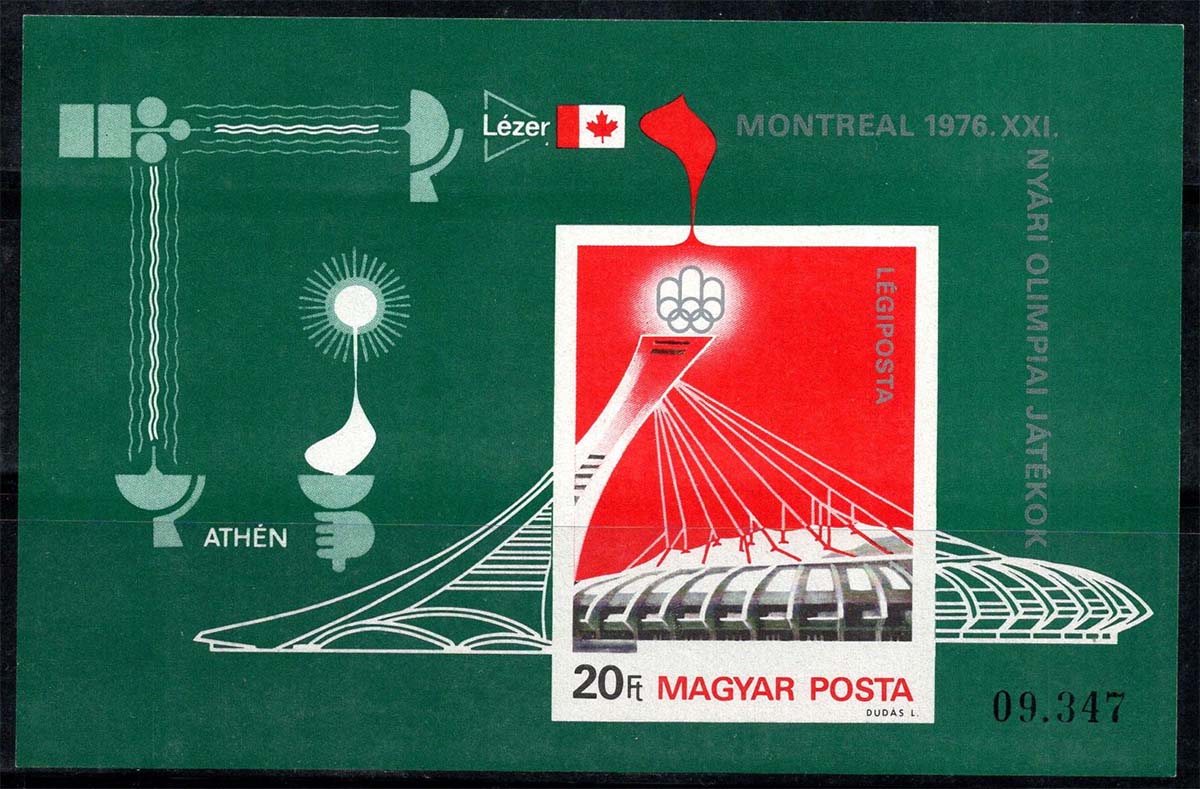 Lézer
MONTREAL 1976. XXI.
NYÁRI OLIMPIAI JÁTÉKOK
LÉGIPOSTA
ATHÉN
20Ft MAGYAR POSTA
DUDÁS L.
09.347